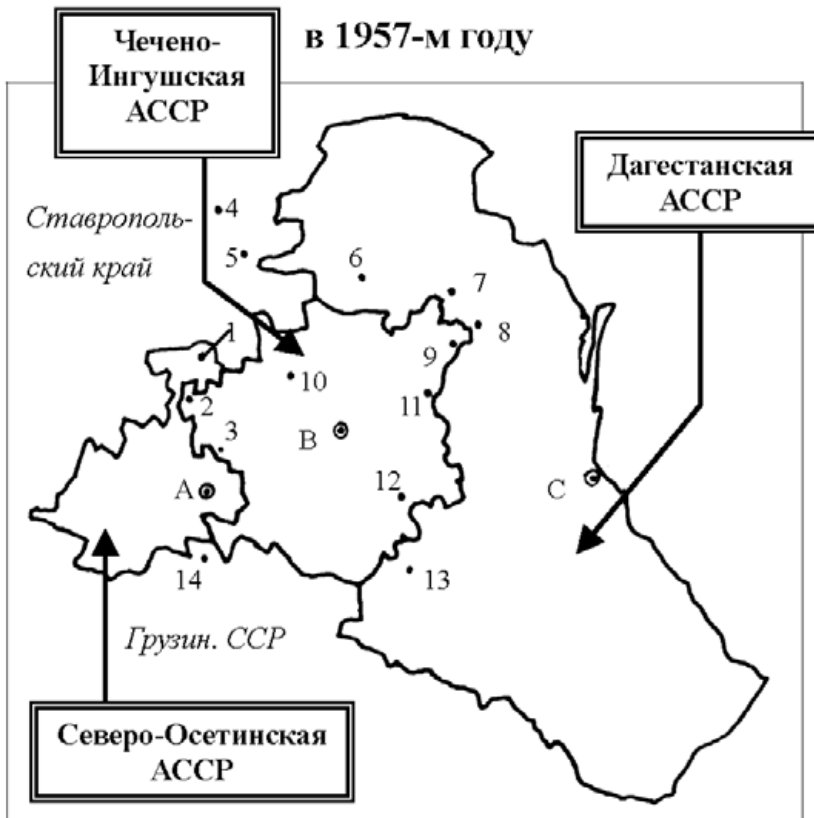 в 1957-м году
Чечено-
Ингушская
АССР
Дагестанская
АССР
Ставрополь-
ский край
4
5
6
7
8
1
9
10
2
11
3
В
А
12
С
14
13
Грузин. ССР
Северо-Осетинская
АССР